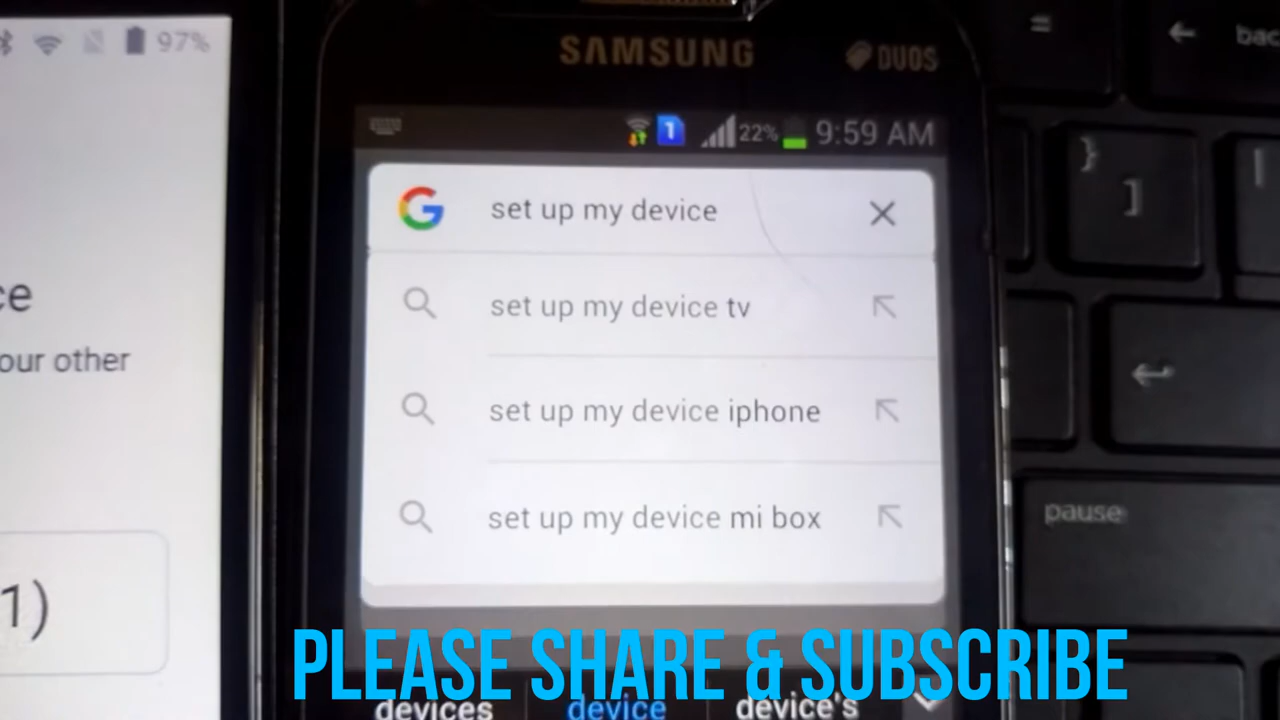 97%
ce
our other
1)
SAMSUNG
DUOS
1
22%
9:59 AM
set up my device
set up my device tv
set up my device iphone
set up my device mi box
devices
device
device's
PLEASE SHARE & SUBSCRIBE
=
← bac
}
]
pause